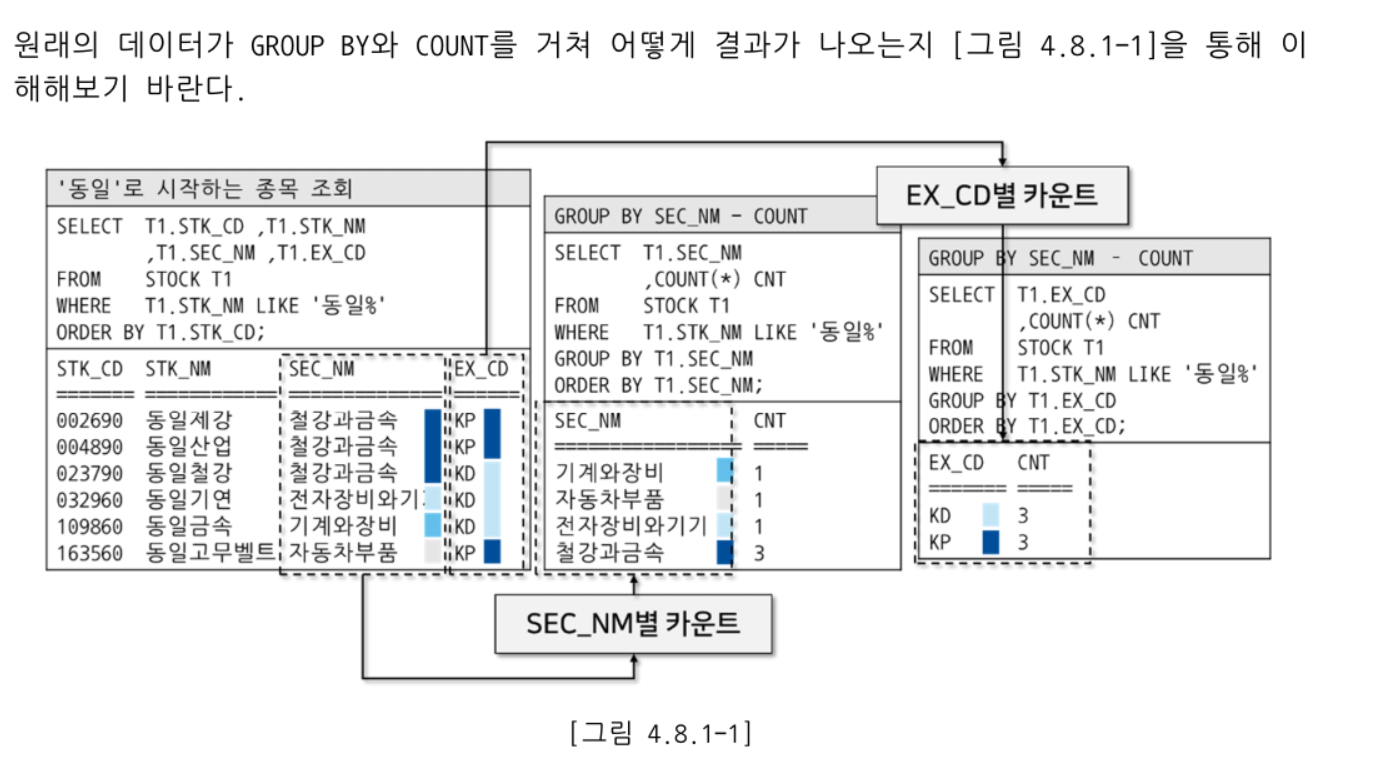 원래의 데이터가 GROUP BY와 COUNT를 거쳐 어떻게 결과가 나오는지 [그림 4.8.1-1]을 통해 이
해해보기 바란다.
'동일'로 시작하는 종목 조회
SELECT T1.STK_CD ,T1.STK_NM
,T1.SEC_NM ,T1.EX_CD
FROM STOCK T1
WHERE T1.STK_NM LIKE '동일%'
ORDER BY T1.STK_CD;
STK_CD STK_NM SEC_NM EX_CD
======= ============= =============== ======
002690 동일제강 철강과금속 KP
004890 동일산업 철강과금속 KP
023790 동일철강 철강과금속 KD
032960 동일기연 전자장비와기 KD
109860 동일금속 기계와장비 KD
163560 동일고무벨트 자동차부품 KP
GROUP BY SEC_NM - COUNT
SELECT T1.SEC_NM
,COUNT(*) CNT
FROM STOCK T1
WHERE T1.STK_NM LIKE '동일%'
GROUP BY T1.SEC_NM
ORDER BY T1.SEC_NM;
SEC_NM CNT
================= =====
기계와장비 1
자동차부품 1
전자장비와기기 1
철강과금속 3
EX_CD별 카운트
GROUP BY SEC_NM - COUNT
SELECT T1.EX_CD
,COUNT(*) CNT
FROM STOCK T1
WHERE T1.STK_NM LIKE '동일%'
GROUP BY T1.EX_CD
ORDER BY T1.EX_CD;
EX_CD CNT
======= =====
KD 3
KP 3
SEC_NM별 카운트
[그림 4.8.1-1]